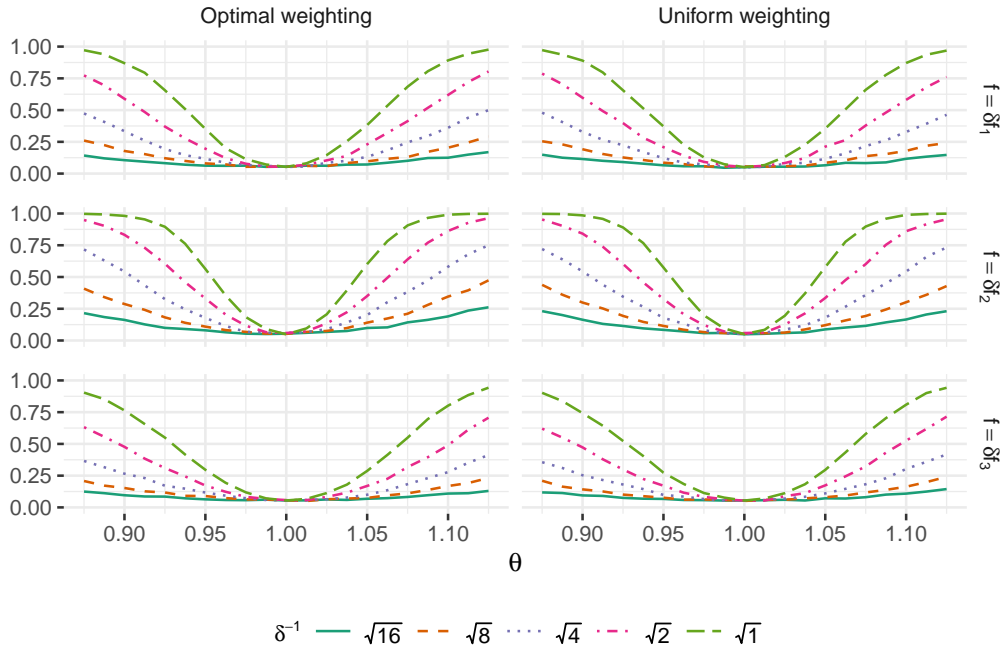 Optimal weighting Uniform weighting
1.00
0.75
0.50
0.25
0.00
f = δf₁
1.00
0.75
0.50
0.25
0.00
f = δf₂
1.00
0.75
0.50
0.25
0.00
f = δf₃
0.90 0.95 1.00 1.05 1.10 0.90 0.95 1.00 1.05 1.10
θ
δ⁻¹ √16 √8 √4 √2 √1